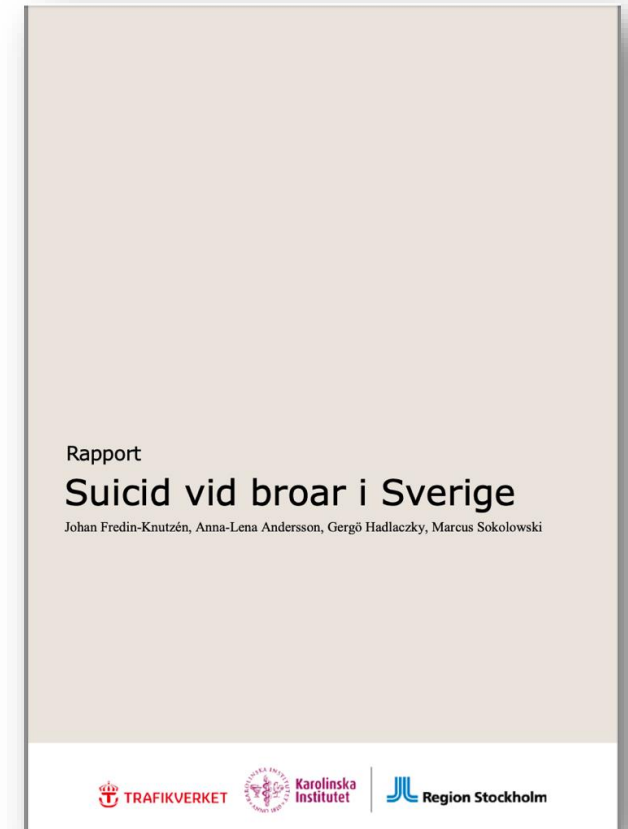 Rapport
Suicid vid broar i Sverige
Johan Fredin-Knutzén, Anna-Lena Andersson, Gergö Hadlaczky, Marcus Sokolowski
TRAFIKVERKET
Karolinska
Institutet
Region Stockholm